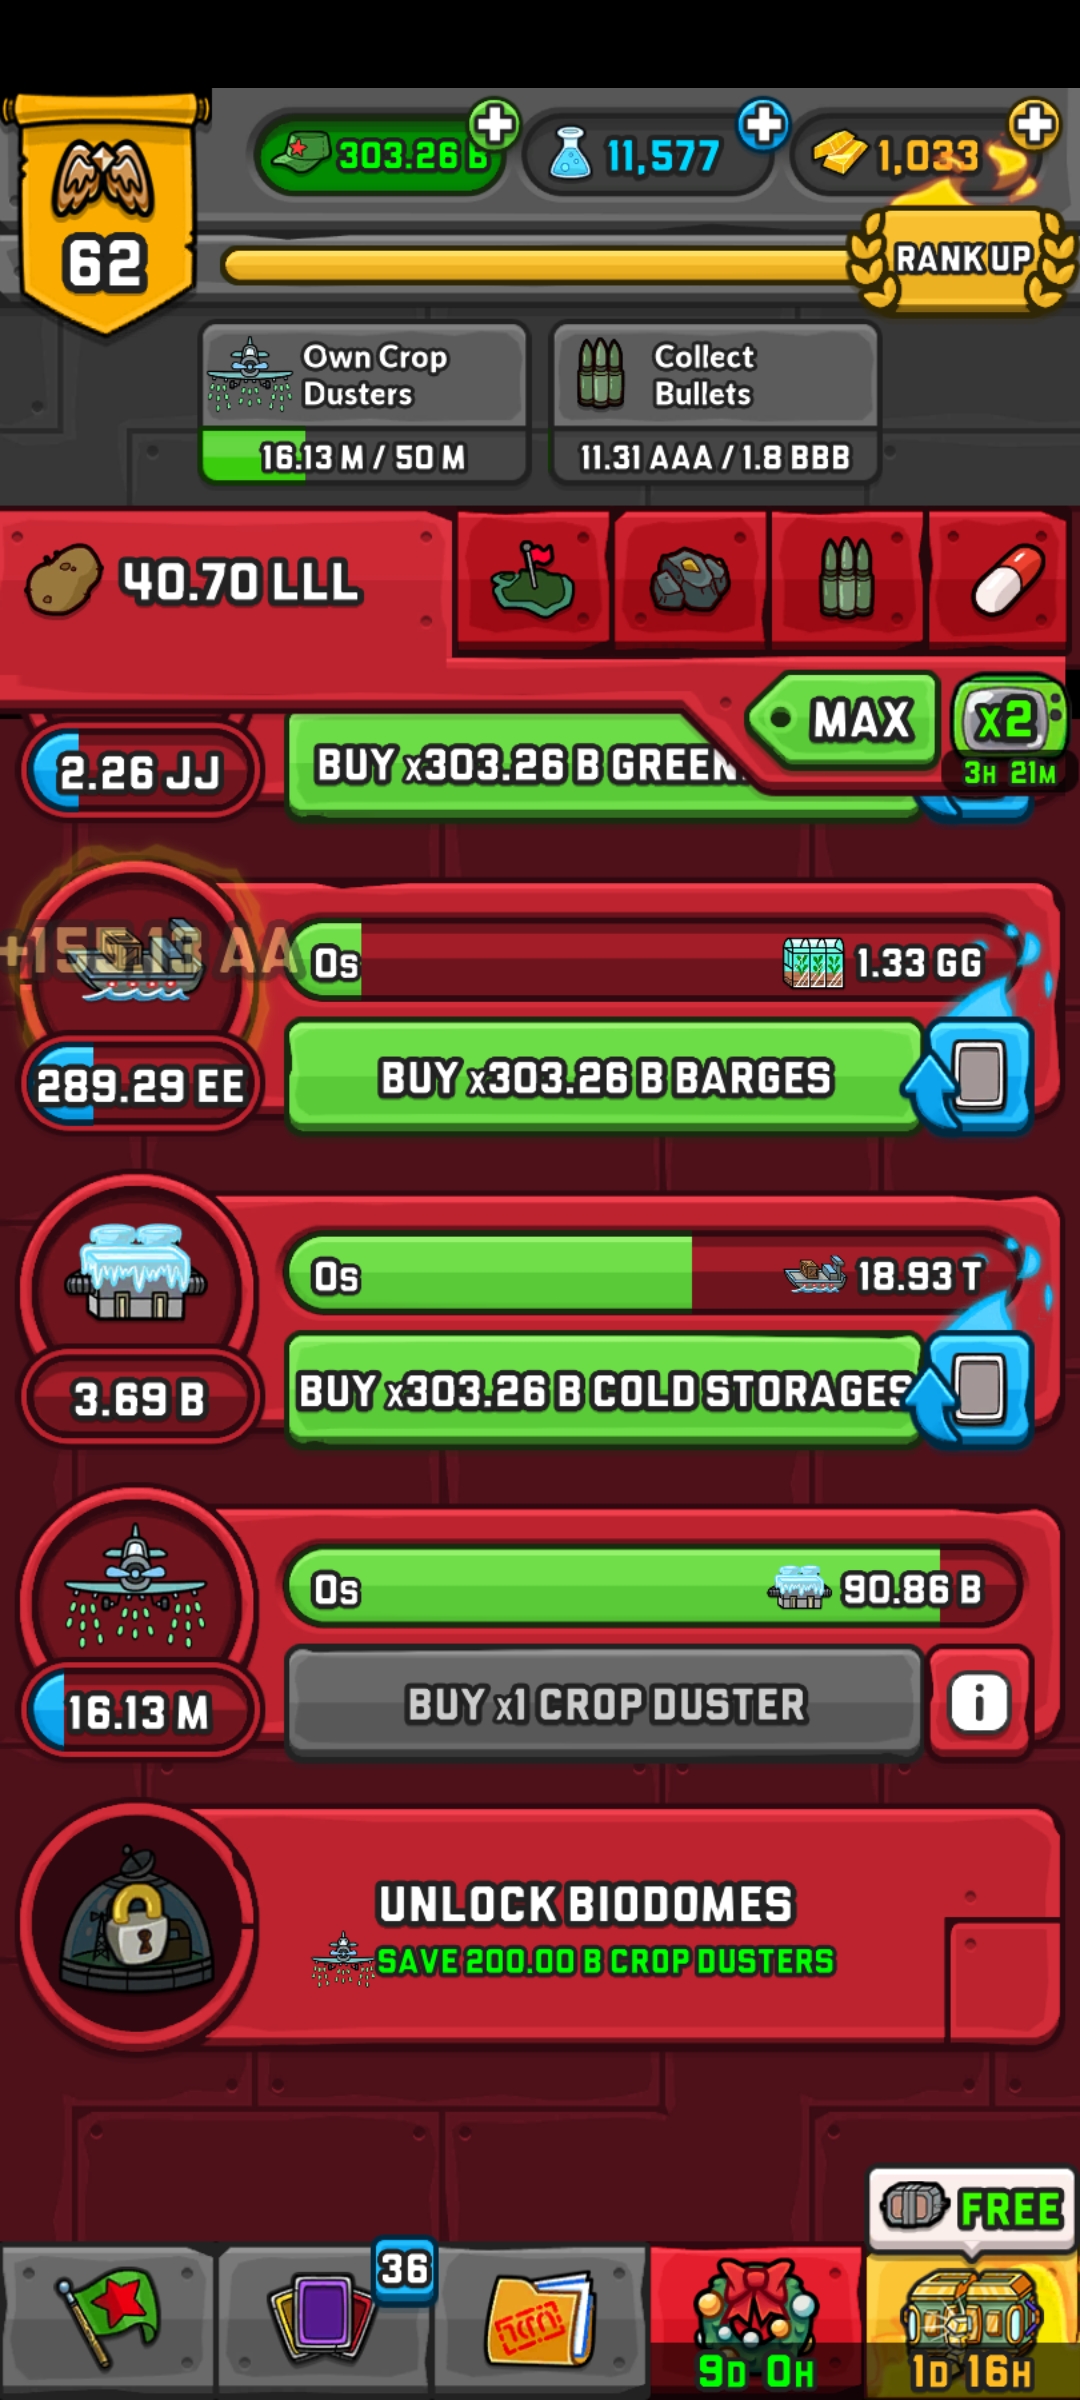 303.26 B
11,577
1,033
62
RANK UP
Own Crop
Dusters
16.13 M / 50 M
Collect
Bullets
11.31 AAA / 1.8 BBB
40.70 LLL
MAX
x2
3H 21M
2.26 JJ
BUY x303.26 B GREEN
+155.13 AA
0s
1.33 GG
289.29 EE
BUY x303.26 B BARGES
0s
18.93 T
3.69 B
BUY x303.26 B COLD STORAGES
0s
90.86 B
16.13 M
BUY x1 CROP DUSTER
i
UNLOCK BIODOMES
SAVE 200.00 B CROP DUSTERS
FREE
36
9D 0H
1D 16H